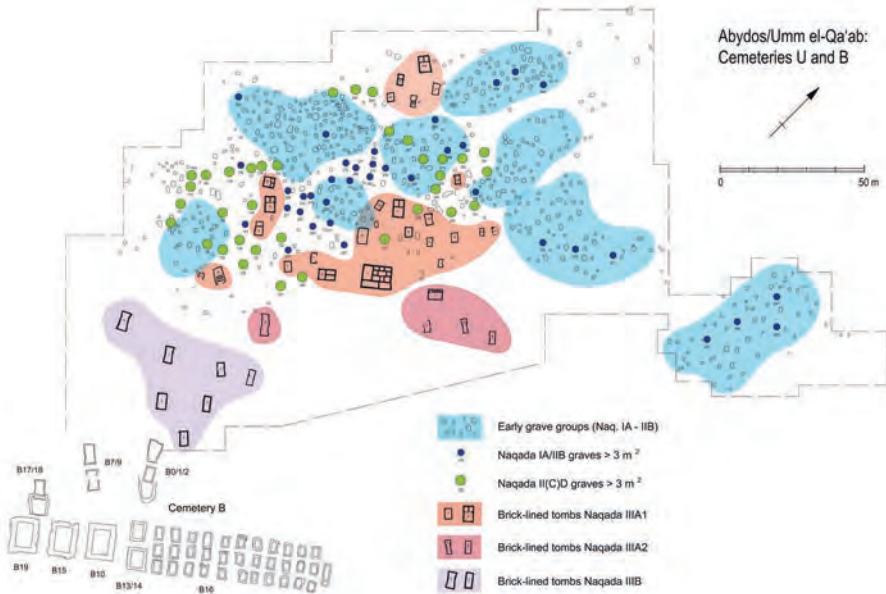 Abydos/Umm el-Qa'ab:
Cemeteries U and B
0
50 m
Early grave groups (Naq. IA - IIB)
Naqada IA/IIB graves > 3 m 2
Naqada II(C)D graves > 3 m 2
Brick-lined tombs Naqada IIIA1
Brick-lined tombs Naqada IIIA2
Brick-lined tombs Naqada IIIB
B17/18
B7/9
B0/1/2
Cemetery B
B19
B15
B10
B13/14
B16